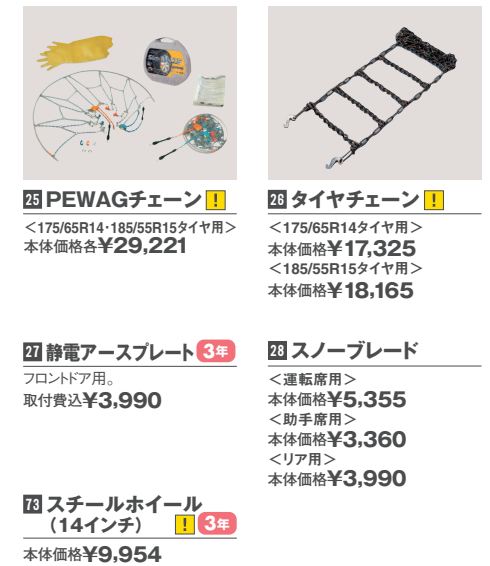 25 PEWAGチェーン !
＜175/65R14・185/55R15タイヤ用＞
本体価格各¥29,221
26 タイヤチェーン !
＜175/65R14タイヤ用＞
本体価格¥17,325
＜185/55R15タイヤ用＞
本体価格¥18,165
27 静電アースプレート 3年
フロントドア用。
取付費込¥3,990
28 スノーブレード
＜運転席用＞
本体価格¥5,355
＜助手席用＞
本体価格¥3,360
＜リア用＞
本体価格¥3,990
73 スチールホイール
（14インチ） ! 3年
本体価格¥9,954